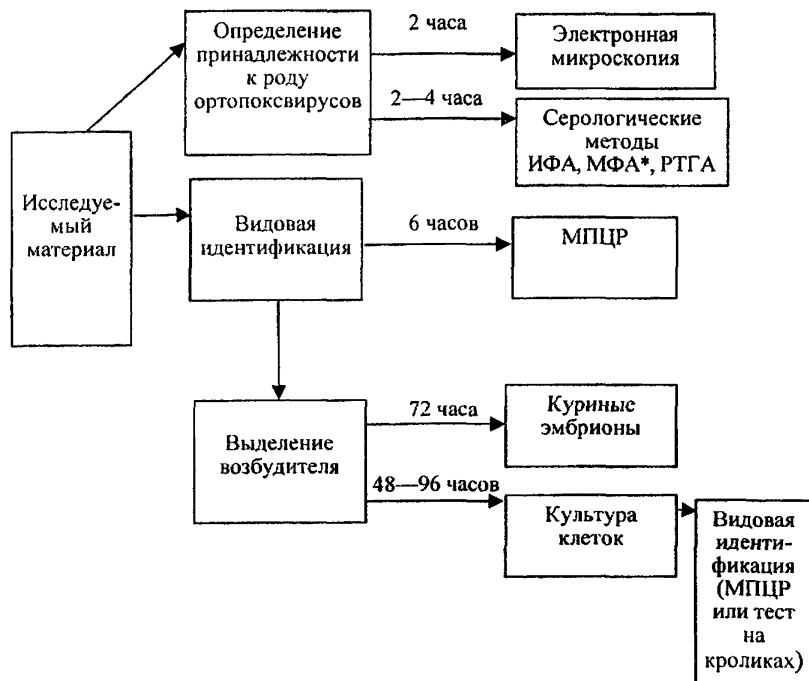 Определение
принадлежности
к роду
ортопоксвирусов
2 часа
Электронная
микроскопия
2—4 часа
Серологические
методы
ИФА, МФА*, РТГА
Исследуе-
мый
материал
Видовая
идентификация
6 часов
МПЦР
Выделение
возбудителя
72 часа
Куриные
эмбрионы
48—96 часов
Культура
клеток
Видовая
иденти-
фикация
(МПЦР
или тест
на
кроликах)